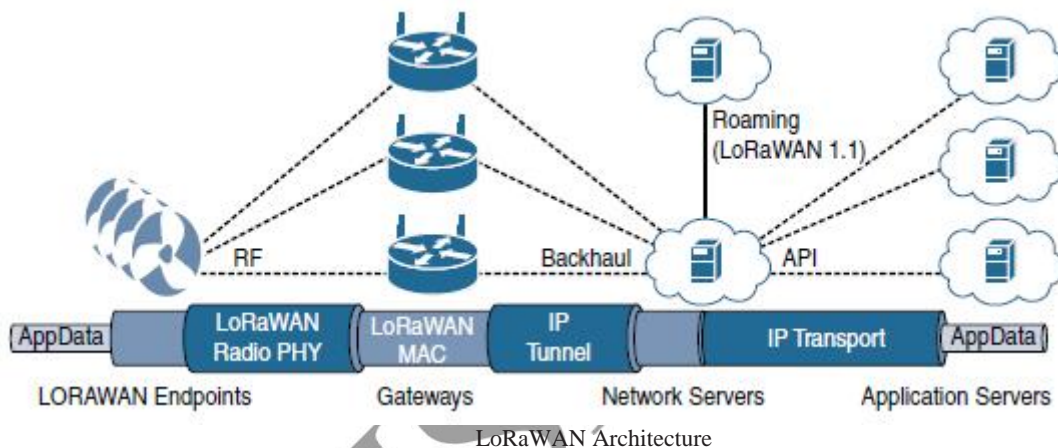 Roaming
(LoRaWAN 1.1)
RF
Backhaul
API
AppData
LoRaWAN
Radio PHY
LoRaWAN
MAC
IP
Tunnel
IP Transport
AppData
LORAWAN Endpoints
Gateways
Network Servers
Application Servers
LoRaWAN Architecture